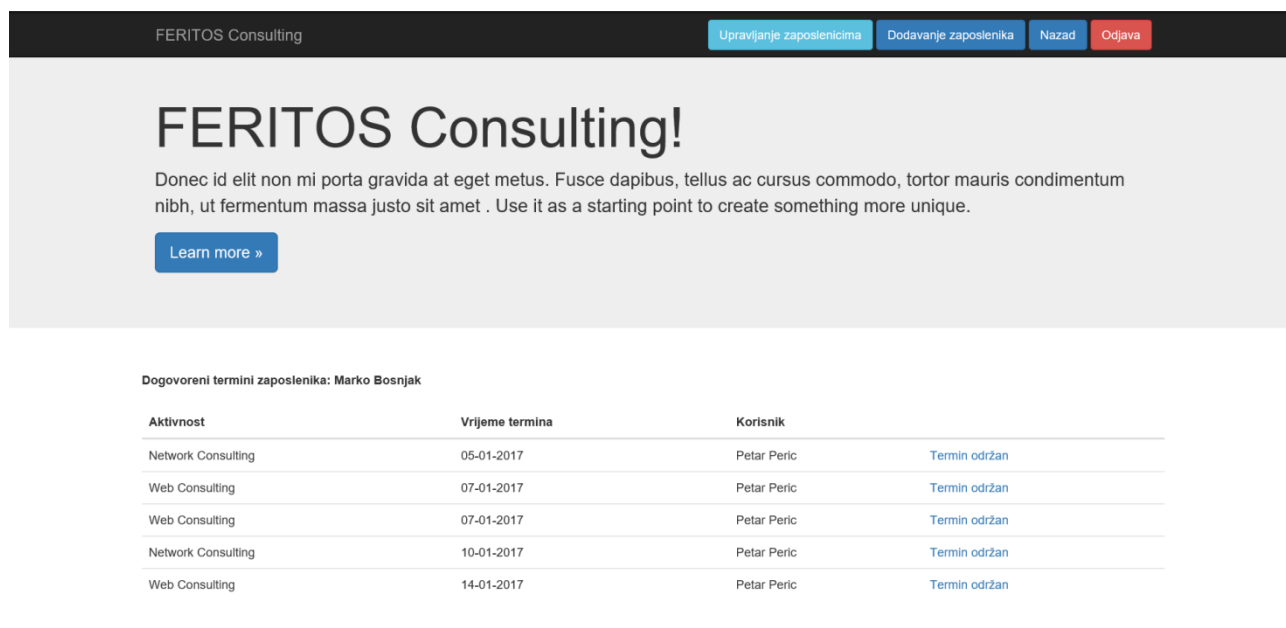 FERITOS Consulting Upravljanje zaposlenicima Dodavanje zaposlenika Nazad Odjava
FERITOS Consulting!
Donec id elit non mi porta gravida at eget metus. Fusce dapibus, tellus ac cursus commodo, tortor mauris condimentum
nibh, ut fermentum massa justo sit amet . Use it as a starting point to create something more unique.
Learn more »
Dogovoreni termini zaposlenika: Marko Bosnjak
Aktivnost Vrijeme termina Korisnik
Network Consulting 05-01-2017 Petar Peric Termin održan
Web Consulting 07-01-2017 Petar Peric Termin održan
Web Consulting 07-01-2017 Petar Peric Termin održan
Network Consulting 10-01-2017 Petar Peric Termin održan
Web Consulting 14-01-2017 Petar Peric Termin održan